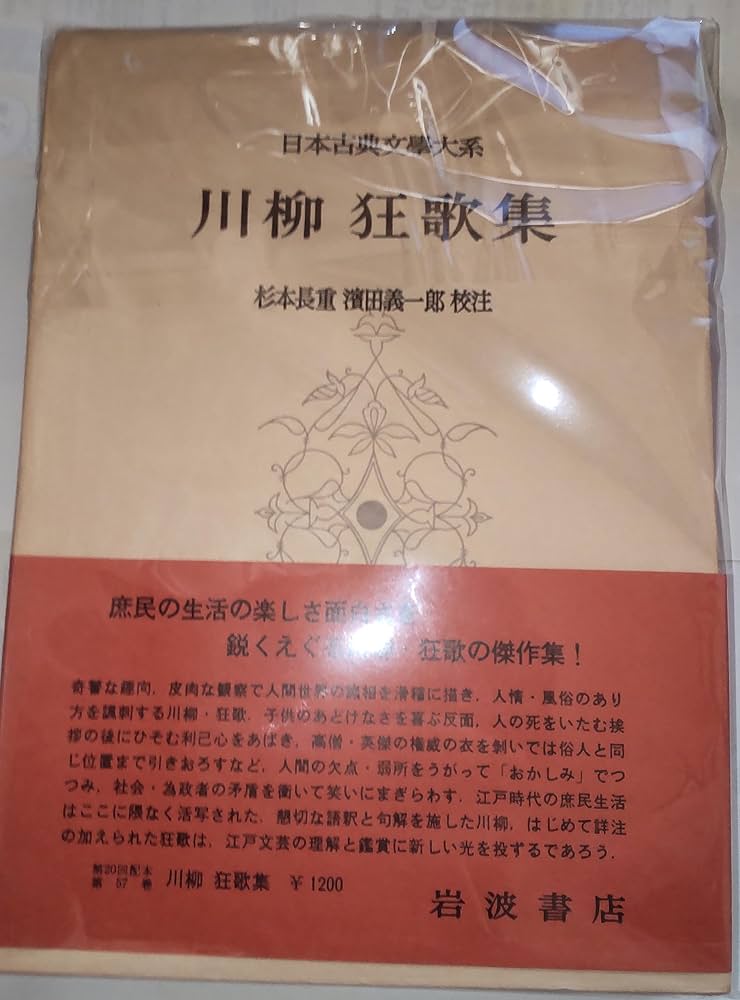 日本古典文學大系
川柳 狂歌集
杉本長重 濱田義一郎 校注
庶民の生活の楽しさ面白さを
鋭くえぐる川柳・狂歌の傑作集!
奇警な趣向,皮肉な観察で人間世界の諸相を滑稽に描き,人情・風俗のあり
方を諷刺する川柳・狂歌.子供のあどけなさを喜ぶ反面,人の死をいたむ挨
拶の後にひそむ利己心をあばき,高僧・英傑の権威の衣を剝いでは俗人と同
じ位置まで引きおろすなど,人間の欠点・弱所をうがって「おかしみ」でつ
つみ,社会・為政者の矛盾を衝いて笑いにまぎらわす.江戸時代の庶民生活
はここに隈なく活写された.懇切な語釈と句解を施した川柳,はじめて詳注
の加えられた狂歌は,江戸文芸の理解と鑑賞に新しい光を投ずるであろう.
第20回配本
第 57 巻 川柳 狂歌集 ¥1200
岩波書店